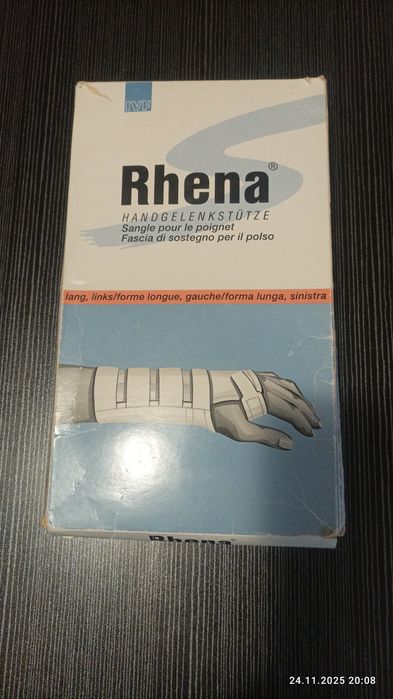 IVF
Rhena®
HANDGELENKSTÜTZE
Sangle pour le poignet
Fascia di sostegno per il polso
lang, links/forme longue, gauche/forma lunga, sinistra
Rhena
24.11.2025 20:08